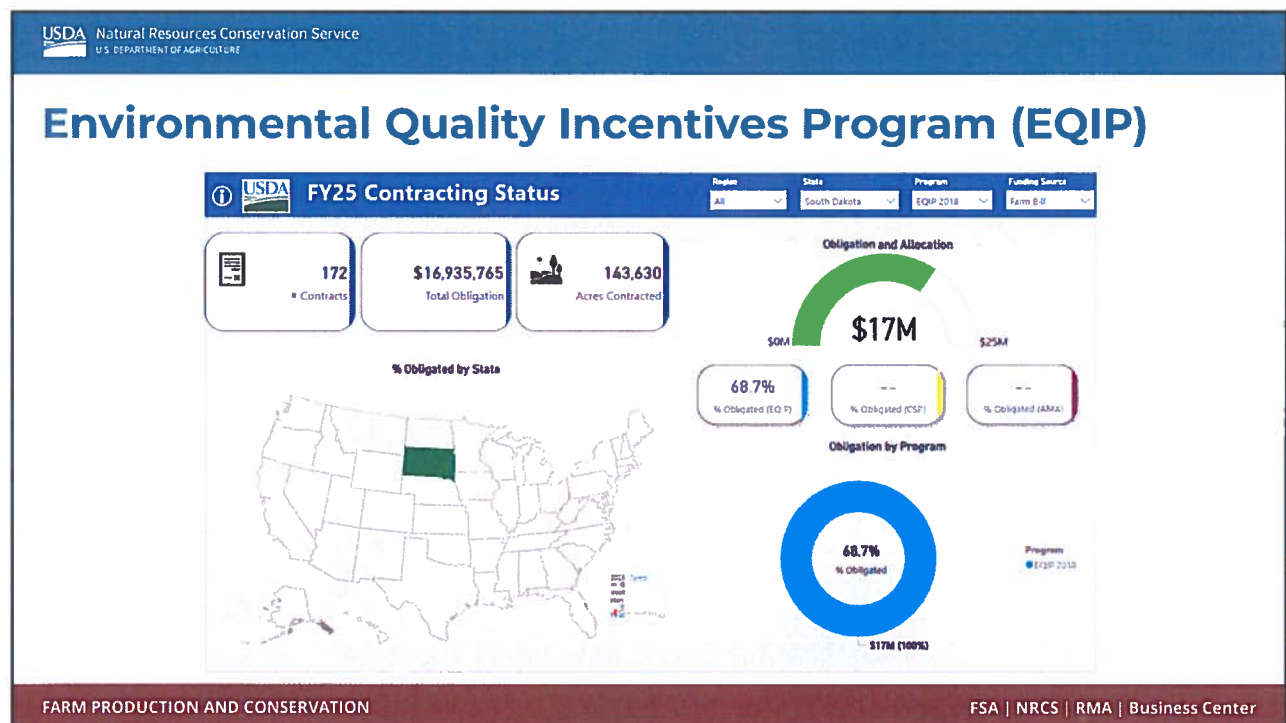 USDA Natural Resources Conservation Service
U.S. DEPARTMENT OF AGRICULTURE
Environmental Quality Incentives Program (EQIP)
USDA FY25 Contracting Status
Region State Program Funding Source
All South Dakota EQIP 2018 Farm Bill
172
# Contracts
$16,935,765
Total Obligation
143,630
Acres Contracted
Obligation and Allocation
$17M
$0M $25M
68.7%
% Obligated (EQIP)
--
% Obligated (CSP)
--
% Obligated (AMA)
% Obligated by State
Obligation by Program
68.7%
% Obligated
Program
EQIP 2018
$17M (100%)
FARM PRODUCTION AND CONSERVATION
FSA | NRCS | RMA | Business Center